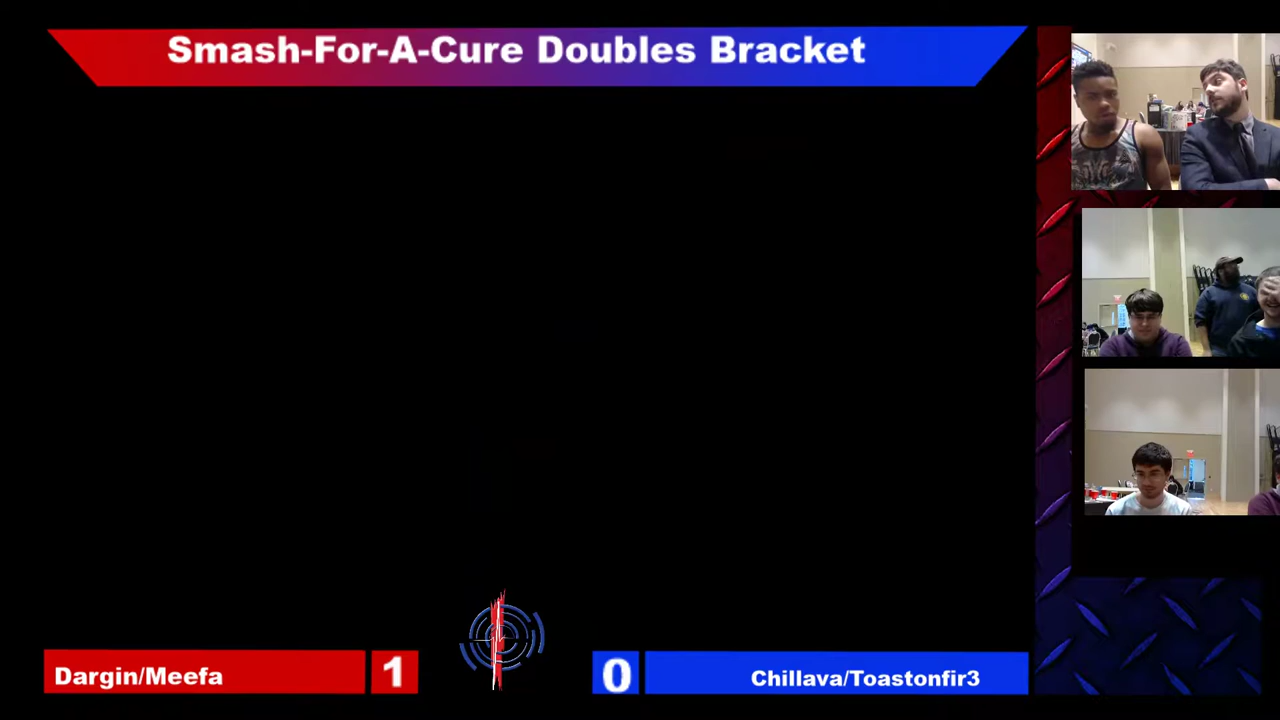 Smash-For-A-Cure Doubles Bracket
Dargin/Meefa 1
0 Chillava/Toastonfir3